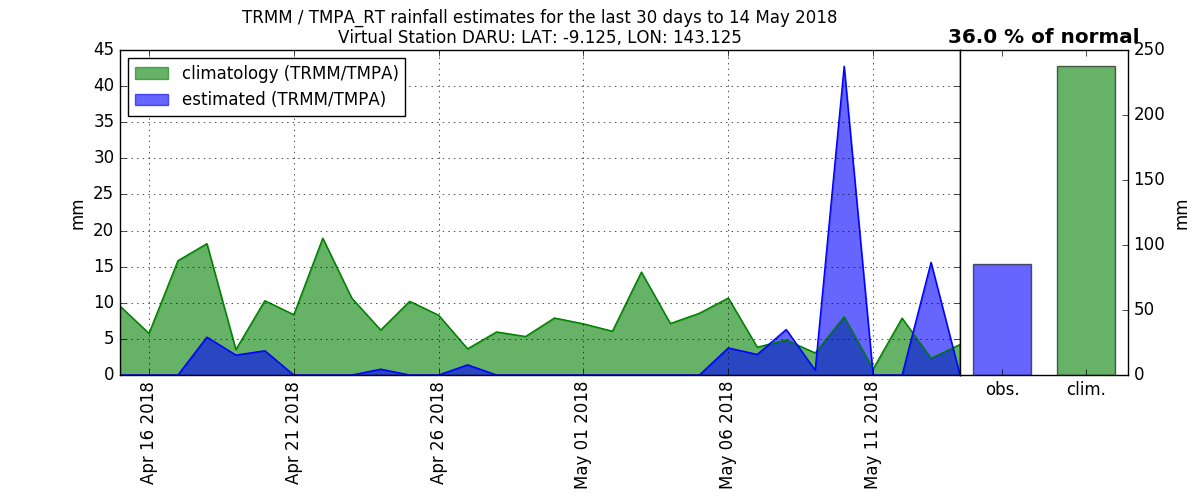 TRMM / TMPA_RT rainfall estimates for the last 30 days to 14 May 2018
Virtual Station DARU: LAT: -9.125, LON: 143.125
36.0 % of normal
climatology (TRMM/TMPA)
estimated (TRMM/TMPA)
45
40
35
30
25
20
15
10
5
0
mm
250
200
150
100
50
0
mm
Apr 16 2018
Apr 21 2018
Apr 26 2018
May 01 2018
May 06 2018
May 11 2018
obs.
clim.